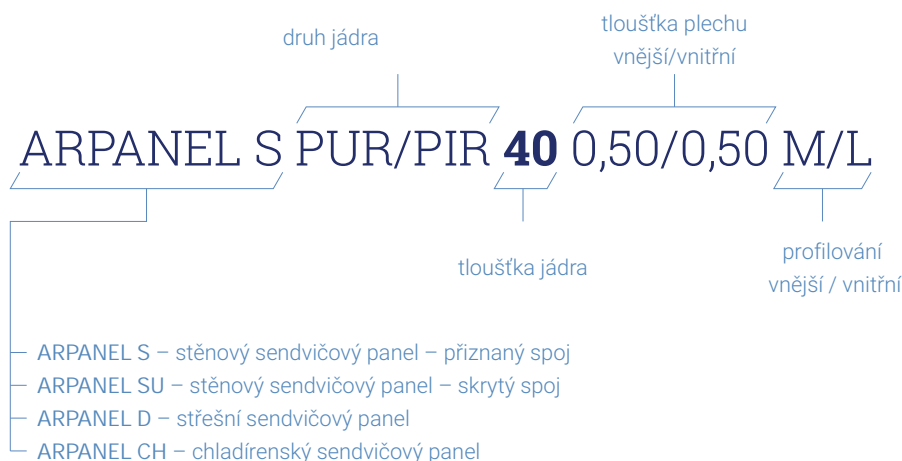 druh jádra
tloušťka plechu
vnější/vnitřní
ARPANEL S PUR/PIR 40 0,50/0,50 M/L
tloušťka jádra
profilování
vnější / vnitřní
ARPANEL S – stěnový sendvičový panel – přiznaný spoj
ARPANEL SU – stěnový sendvičový panel – skrytý spoj
ARPANEL D – střešní sendvičový panel
ARPANEL CH – chladírenský sendvičový panel